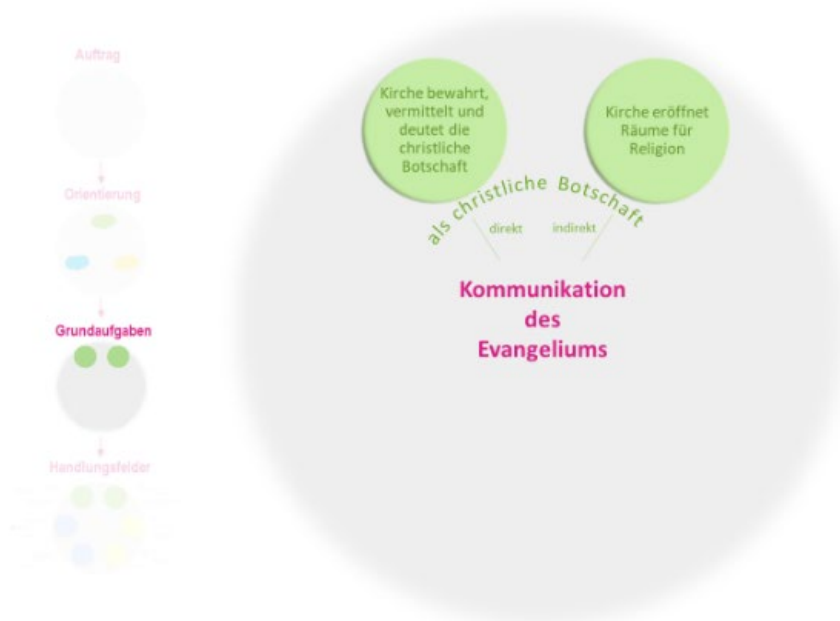 Auftrag
Orientierung
Grundaufgaben
Handlungsfelder
Kirche bewahrt,
vermittelt und
deutet die
christliche
Botschaft
Kirche eröffnet
Räume für
Religion
als christliche Botschaft
direkt
indirekt
Kommunikation
des
Evangeliums